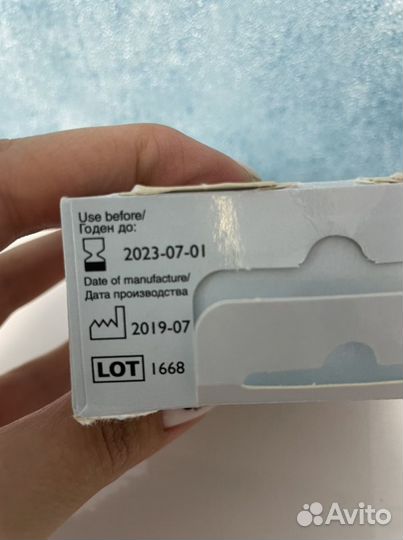 Use before/
Годен до:
2023-07-01
Date of manufacture/
Дата производства
2019-07
LOT 1668
Avito